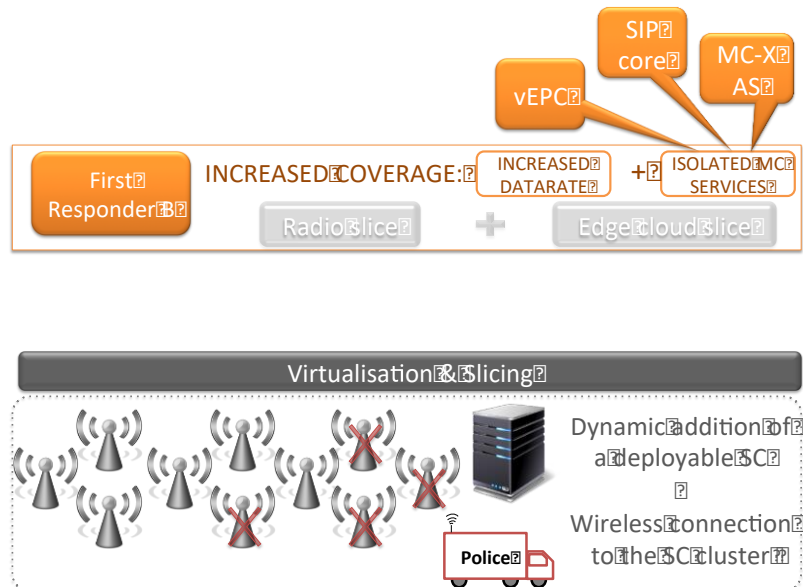 SIP
core
MC-X
AS
vEPC
First
Responder B
INCREASED COVERAGE:
INCREASED
DATARATE
+
ISOLATED MC
SERVICES
Radio slice
Edge cloud slice
Virtualisation & Slicing
Dynamic addition of
a deployable SC
Wireless connection
to the SC cluster
Police